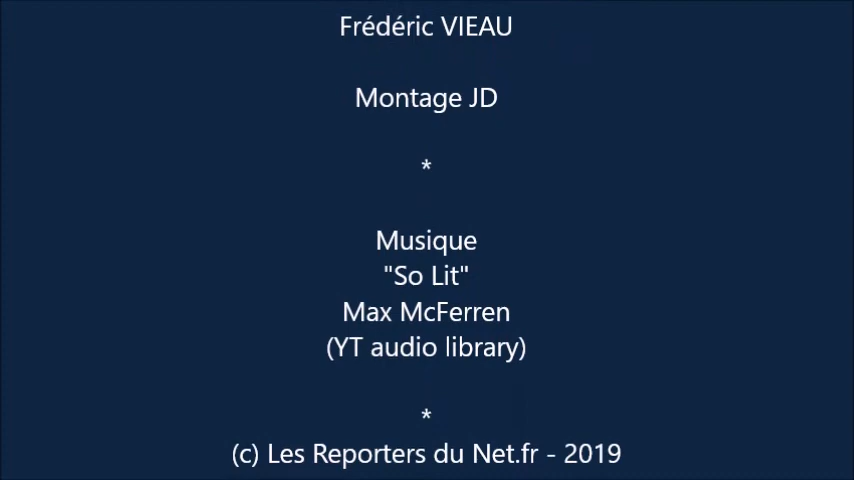 Frédéric VIEAU
Montage JD
*
Musique
"So Lit"
Max McFerren
(YT audio library)
*
(c) Les Reporters du Net.fr - 2019